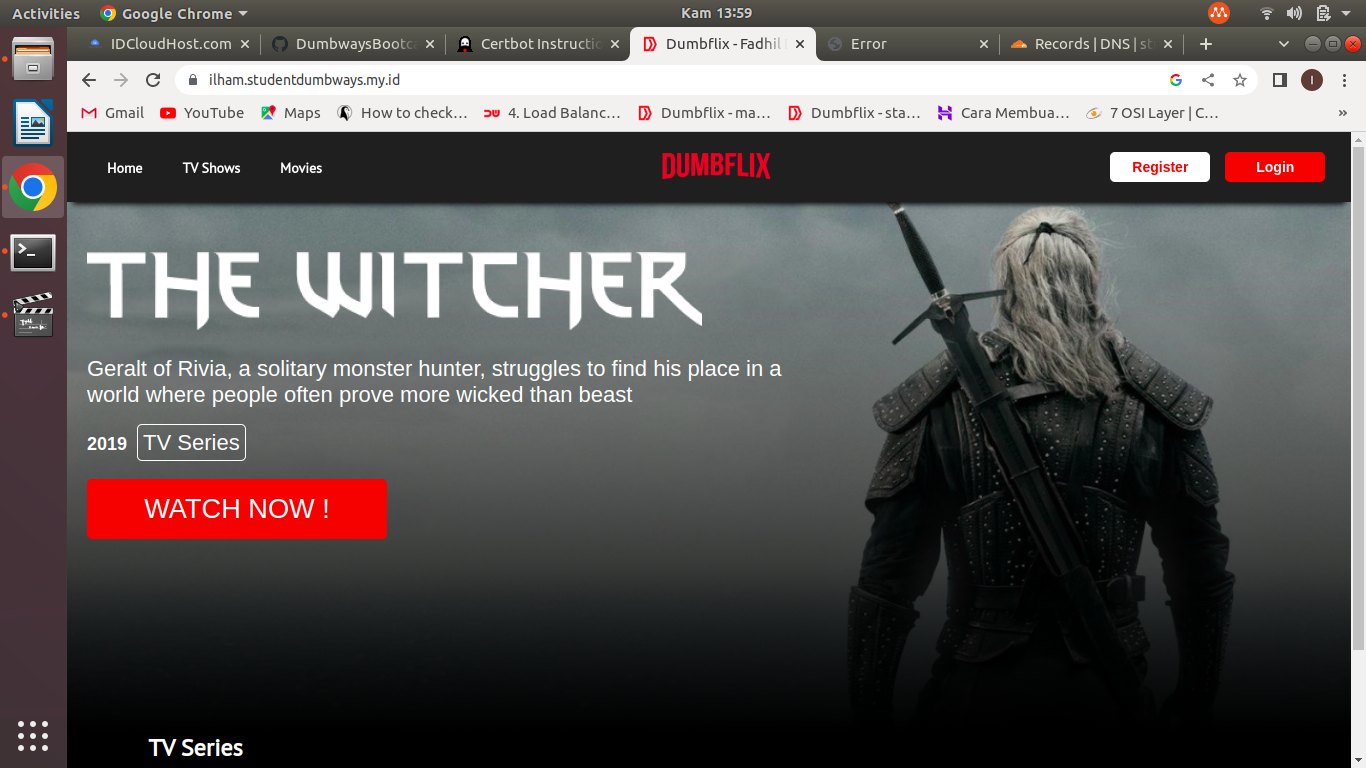 Activities Google Chrome Kam 13:59
IDCloudHost.com DumbwaysBootc Certbot Instructio Dumbflix - Fadhil Error Records | DNS | st
ilham.studentdumbways.my.id I
Gmail YouTube Maps How to check… 4. Load Balanc… Dumbflix - ma… Dumbflix - sta… Cara Membua… 7 OSI Layer | C… »
Home TV Shows Movies DUMBFLIX Register Login
THE WITCHER
Geralt of Rivia, a solitary monster hunter, struggles to find his place in a
world where people often prove more wicked than beast
2019 TV Series
WATCH NOW !
TV Series